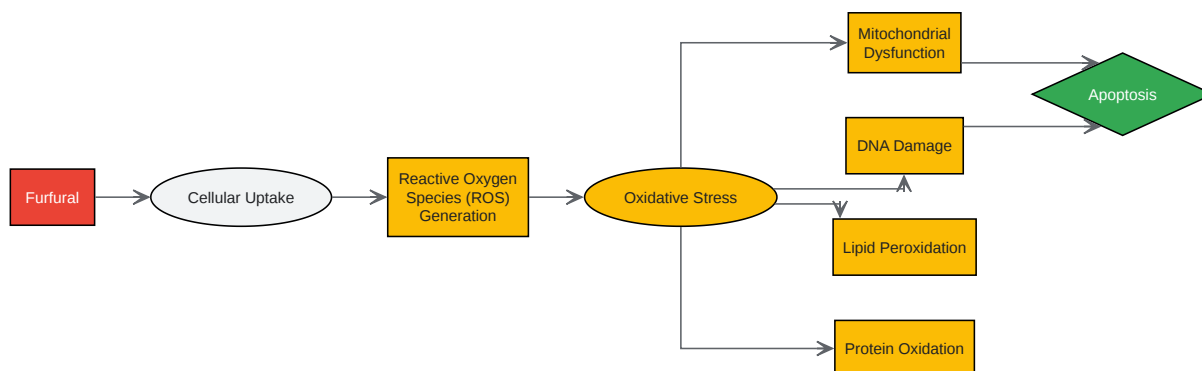 Furfural
Cellular Uptake
Reactive Oxygen
Species (ROS)
Generation
Oxidative Stress
Mitochondrial
Dysfunction
DNA Damage
Lipid Peroxidation
Protein Oxidation
Apoptosis